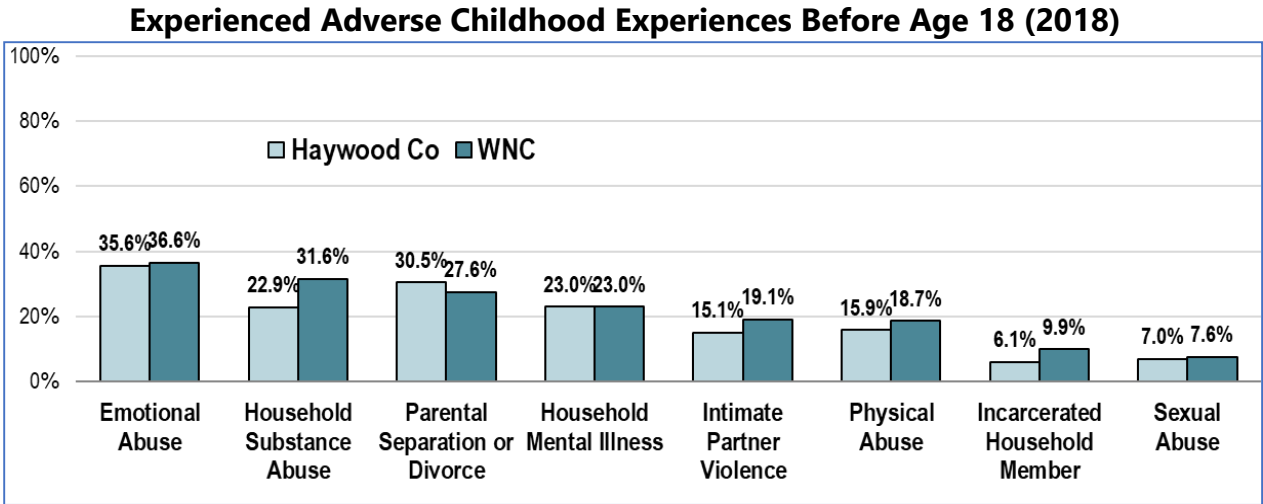 Experienced Adverse Childhood Experiences Before Age 18 (2018)
100%
80%
60%
40%
20%
0%
Haywood Co WNC
35.6% 36.6%
22.9% 31.6%
30.5% 27.6%
23.0% 23.0%
15.1% 19.1%
15.9% 18.7%
6.1% 9.9%
7.0% 7.6%
Emotional
Abuse
Household
Substance
Abuse
Parental
Separation or
Divorce
Household
Mental Illness
Intimate
Partner
Violence
Physical
Abuse
Incarcerated
Household
Member
Sexual
Abuse